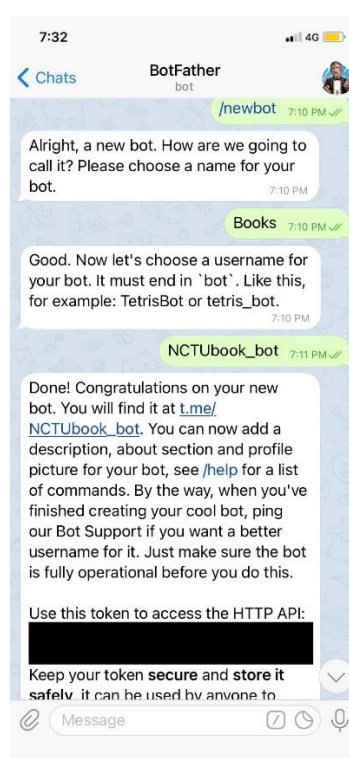 7:32
4G
Chats
BotFather
bot
/newbot 7:10 PM
Alright, a new bot. How are we going to
call it? Please choose a name for your
bot.
7:10 PM
Books 7:10 PM
Good. Now let's choose a username for
your bot. It must end in `bot`. Like this,
for example: TetrisBot or tetris_bot.
7:10 PM
NCTUbook_bot 7:11 PM
Done! Congratulations on your new
bot. You will find it at t.me/
NCTUbook_bot. You can now add a
description, about section and profile
picture for your bot, see /help for a list
of commands. By the way, when you've
finished creating your cool bot, ping
our Bot Support if you want a better
username for it. Just make sure the bot
is fully operational before you do this.
Use this token to access the HTTP API:
Keep your token secure and store it
safely, it can be used by anyone to
Message